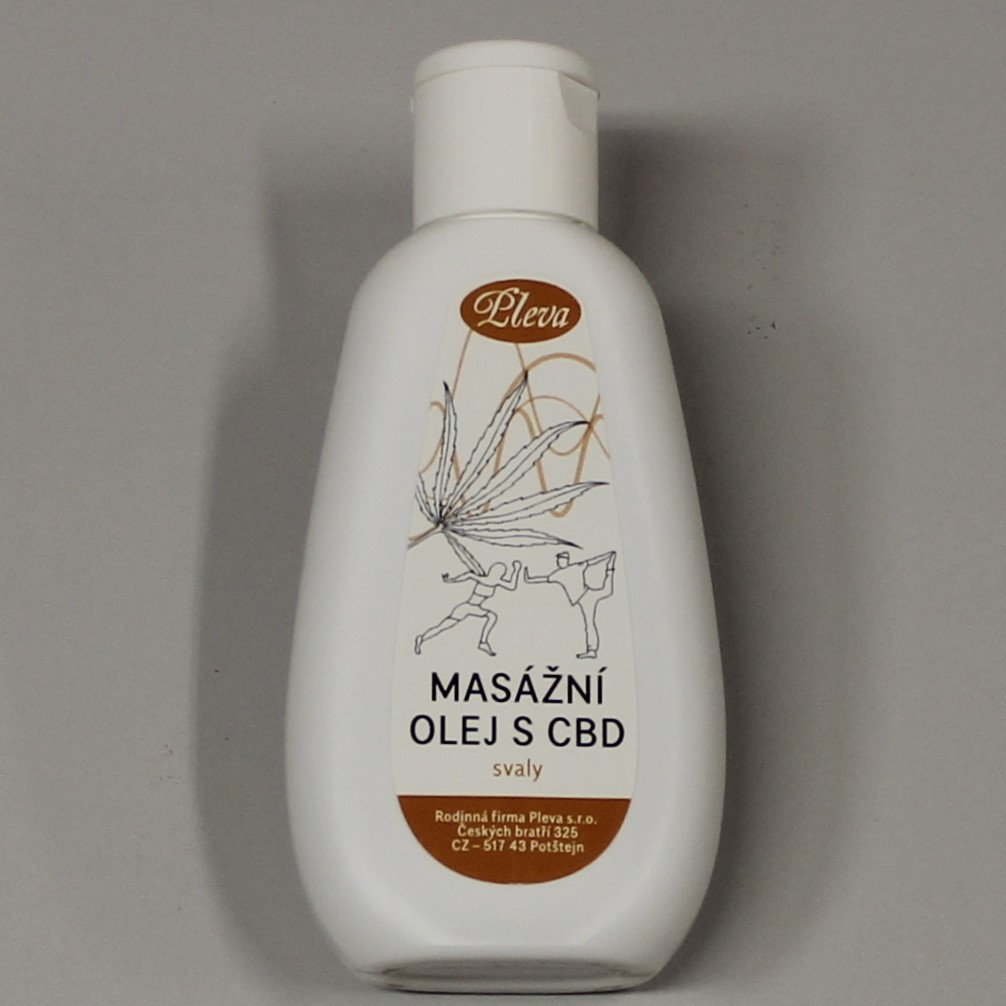 Pleva
MASÁŽNÍ
OLEJ S CBD
svaly
Rodinná firma Pleva s.r.o.
Českých bratří 325
CZ – 517 43 Potštejn